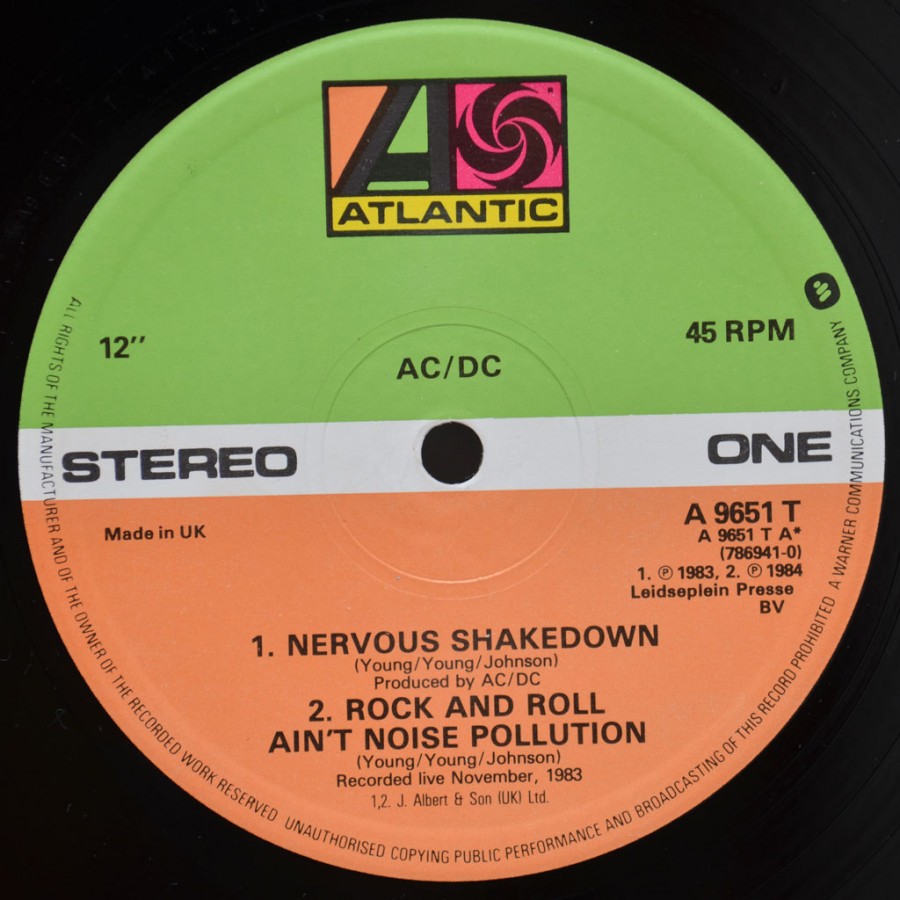 ATLANTIC
®
12″
45 RPM
AC/DC
STEREO
ONE
Made in UK
A 9651 T
A 9651 T A*
(786941-0)
1. ℗ 1983, 2. ℗ 1984
Leidseplein Presse
BV
1. NERVOUS SHAKEDOWN
(Young/Young/Johnson)
Produced by AC/DC
2. ROCK AND ROLL
AIN'T NOISE POLLUTION
(Young/Young/Johnson)
Recorded live November, 1983
1,2. J. Albert & Son (UK) Ltd.
ALL RIGHTS OF THE MANUFACTURER AND OF THE OWNER OF THE RECORDED WORK RESERVED UNAUTHORISED COPYING PUBLIC PERFORMANCE AND BROADCASTING OF THIS RECORD PROHIBITED A WARNER COMMUNICATIONS COMPANY